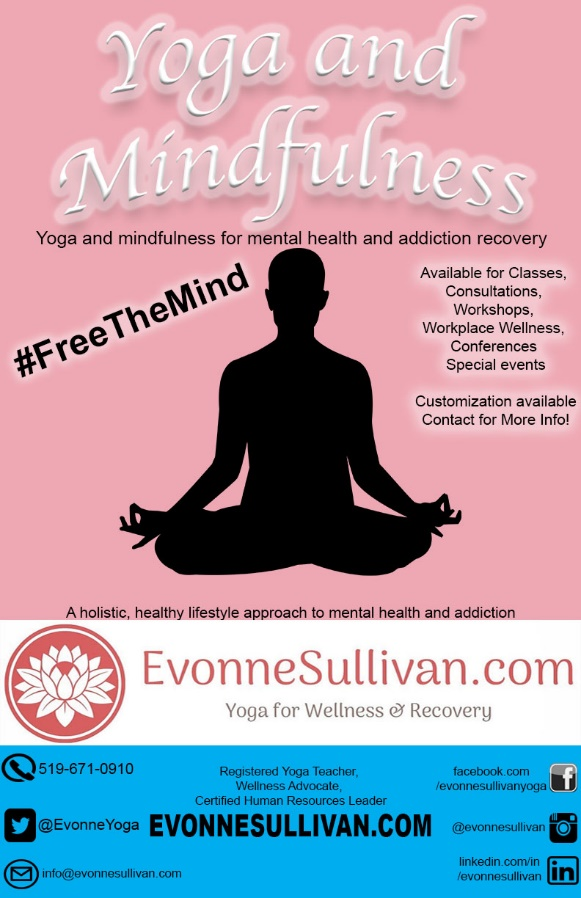 Yoga and
Mindfulness
Yoga and mindfulness for mental health and addiction recovery
#FreeTheMind
Available for Classes,
Consultations,
Workshops,
Workplace Wellness,
Conferences
Special events
Customization available
Contact for More Info!
A holistic, healthy lifestyle approach to mental health and addiction
EvonneSullivan.com
Yoga for Wellness & Recovery
519-671-0910
@EvonneYoga
info@evonnesullivan.com
Registered Yoga Teacher,
Wellness Advocate,
Certified Human Resources Leader
EVONNESULLIVAN.COM
facebook.com
/evonnesullivanyoga
@evonnesullivan
linkedin.com/in
/evonnesullivan